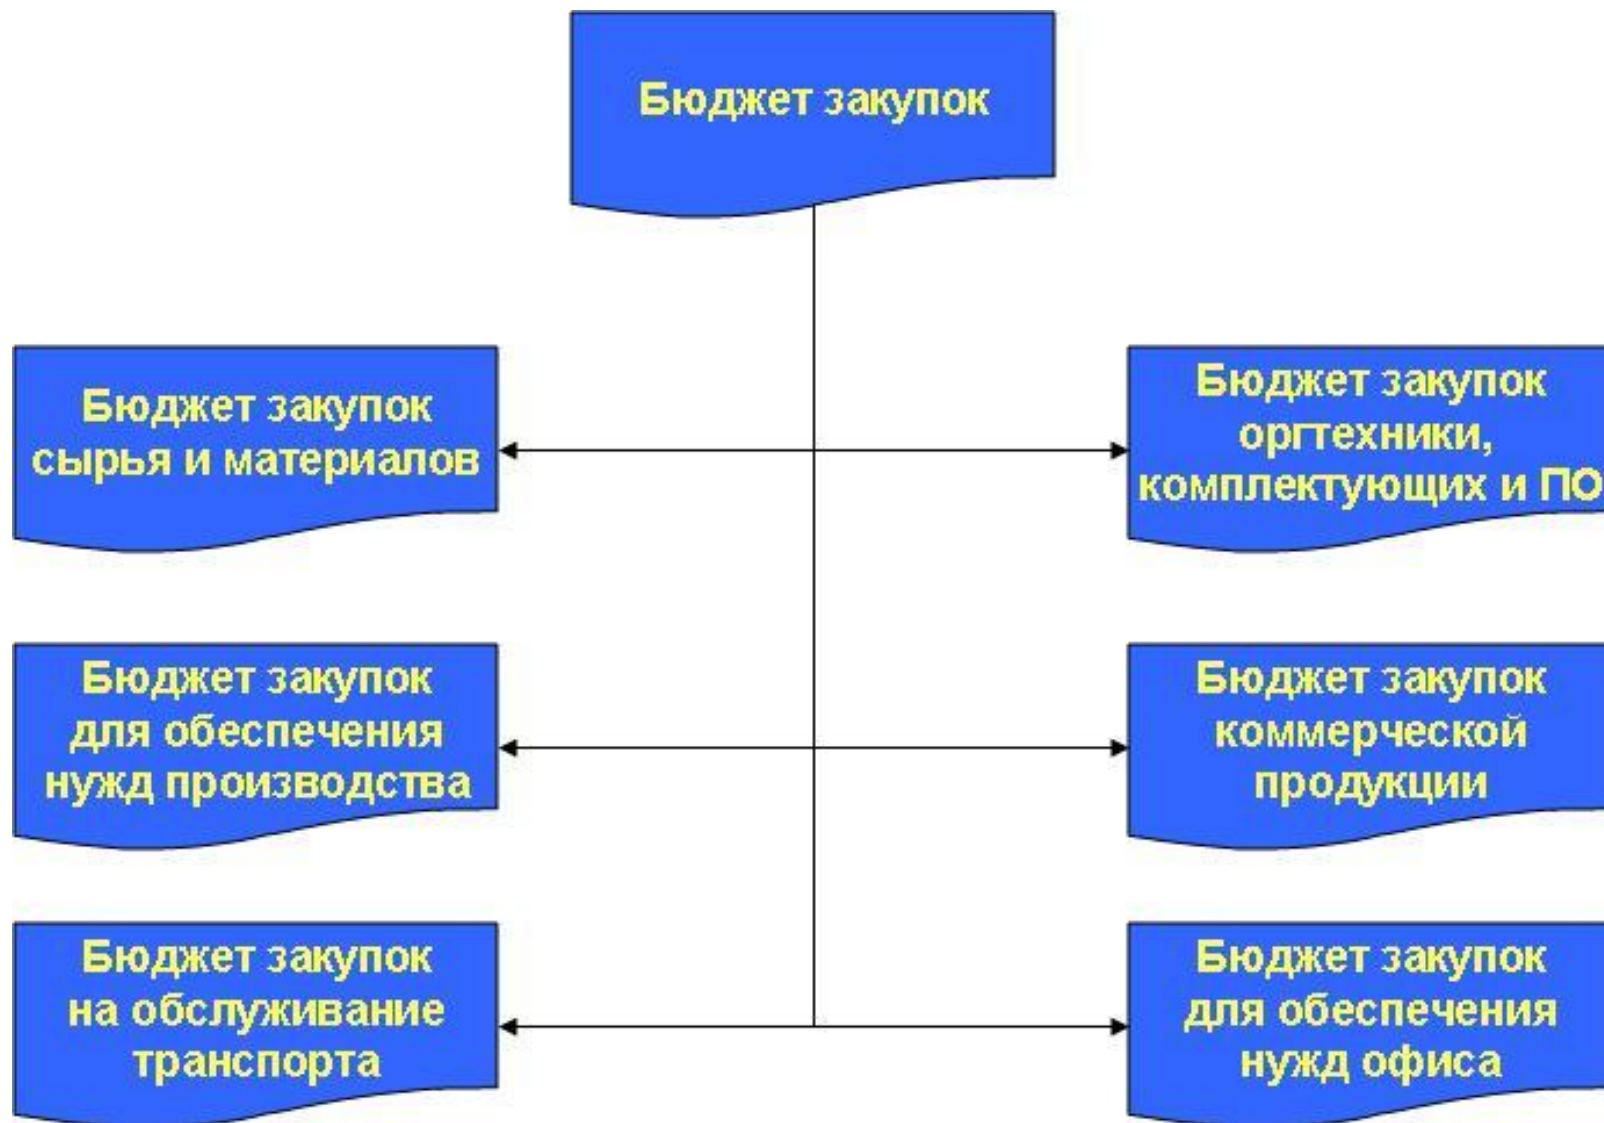 Бюджет закупок
Бюджет закупок
сырья и материалов
Бюджет закупок
оргтехники,
комплектующих и ПО
Бюджет закупок
для обеспечения
нужд производства
Бюджет закупок
коммерческой
продукции
Бюджет закупок
на обслуживание
транспорта
Бюджет закупок
для обеспечения
нужд офиса